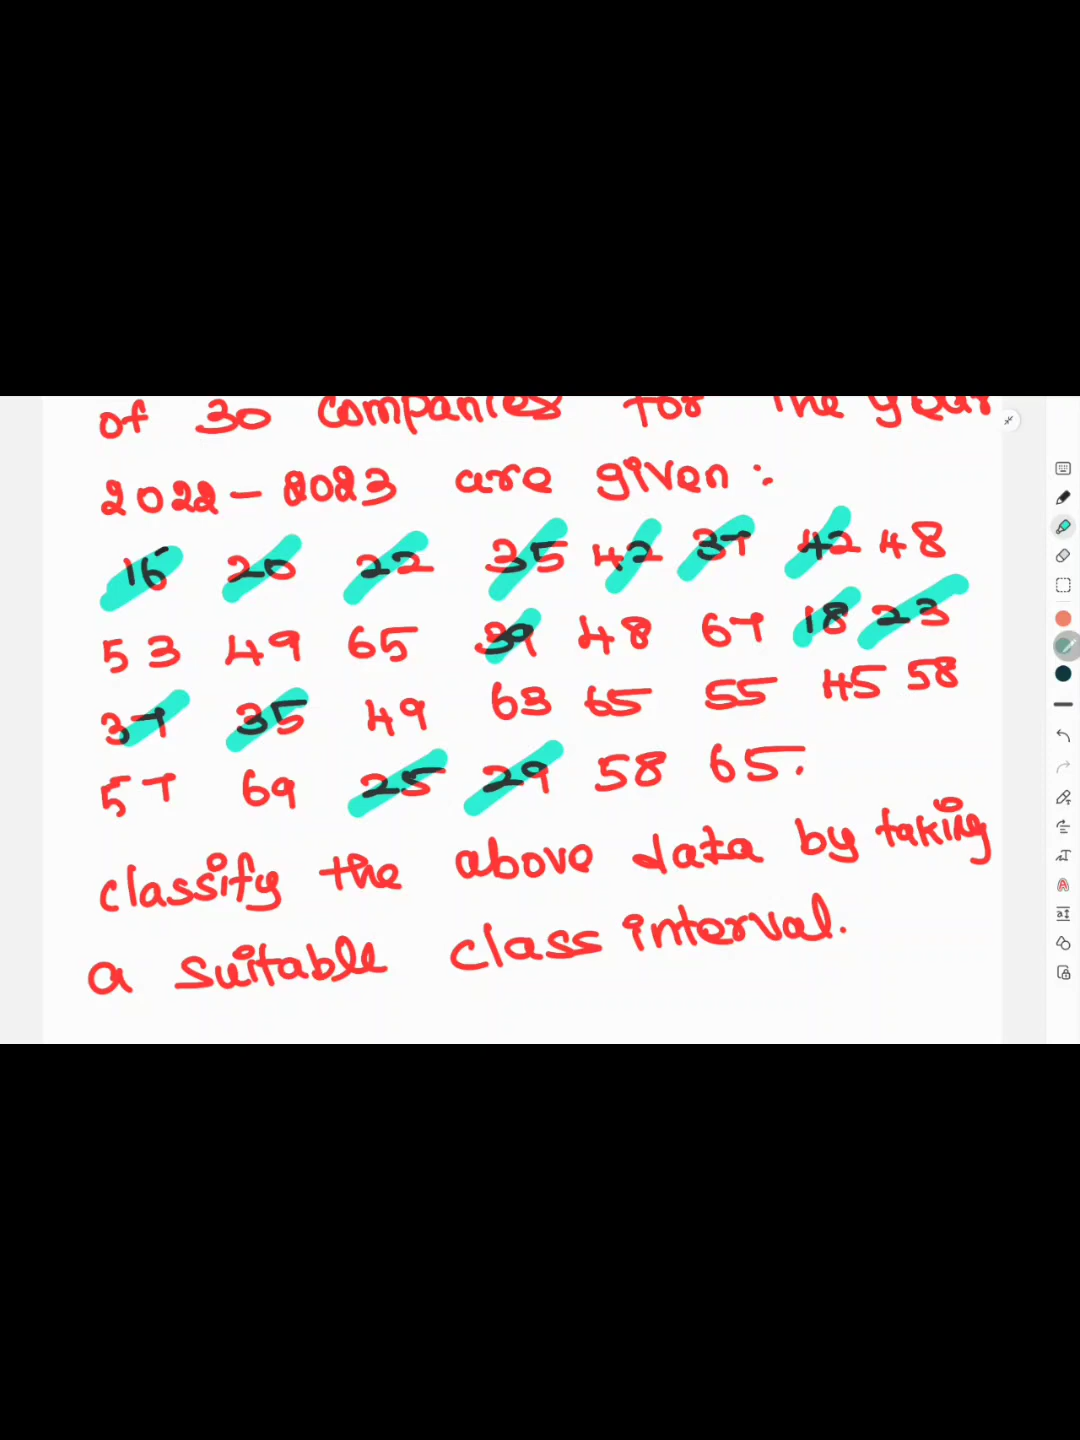 of 30 companies for the year
2022-2023 are given:
16 20 22 35 42 37 42 48
53 49 65 39 48 67 18 23
37 35 49 63 65 55 45 58
57 69 25 29 58 65.
classify the above data by taking
a suitable class interval.